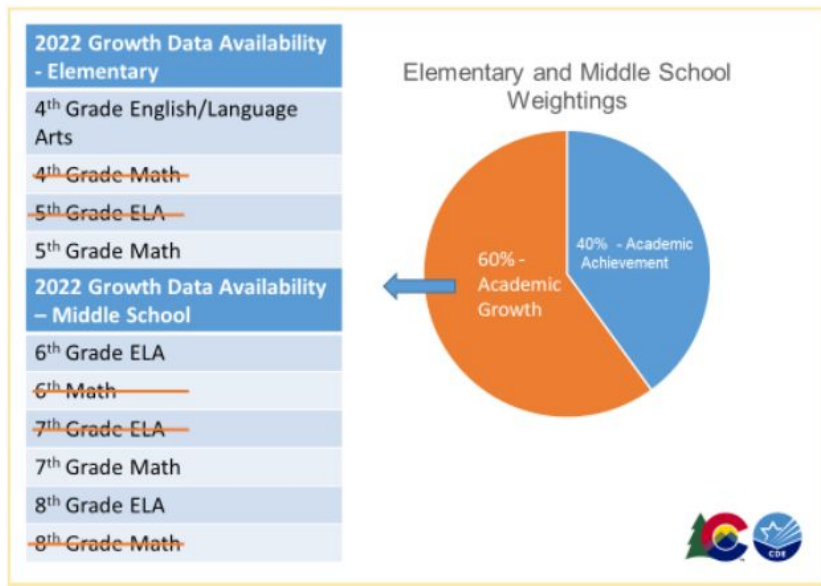 2022 Growth Data Availability
- Elementary
4th Grade English/Language
Arts
4th Grade Math
5th Grade ELA
5th Grade Math
2022 Growth Data Availability
– Middle School
6th Grade ELA
6th Math
7th Grade ELA
7th Grade Math
8th Grade ELA
8th Grade Math
Elementary and Middle School
Weightings
60% -
Academic
Growth
40% - Academic
Achievement
CDE